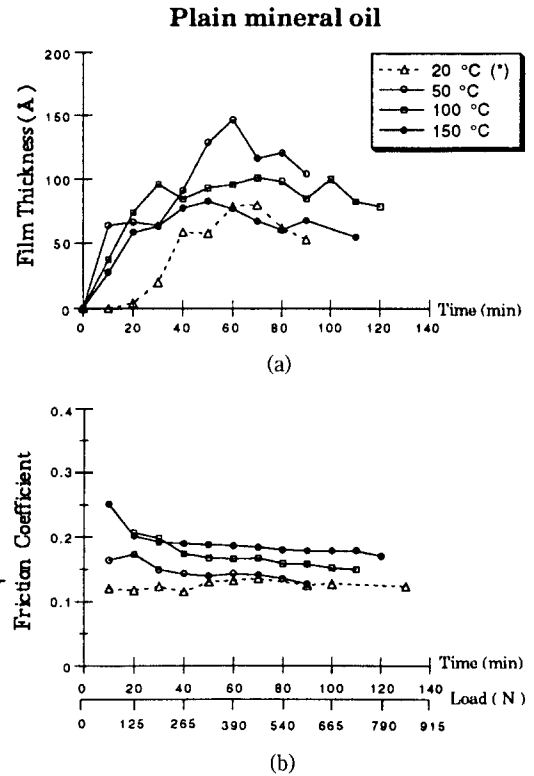 Plain mineral oil
200
150
100
50
0
Film Thickness (Å)
20 °C (*)
50 °C
100 °C
150 °C
0 20 40 60 80 100 120 140 Time (min)
(a)
0.4
0.3
0.2
0.1
0
Friction Coefficient
Time (min)
0 20 40 60 80 100 120 140
Load (N)
0 125 265 390 540 665 790 915
(b)